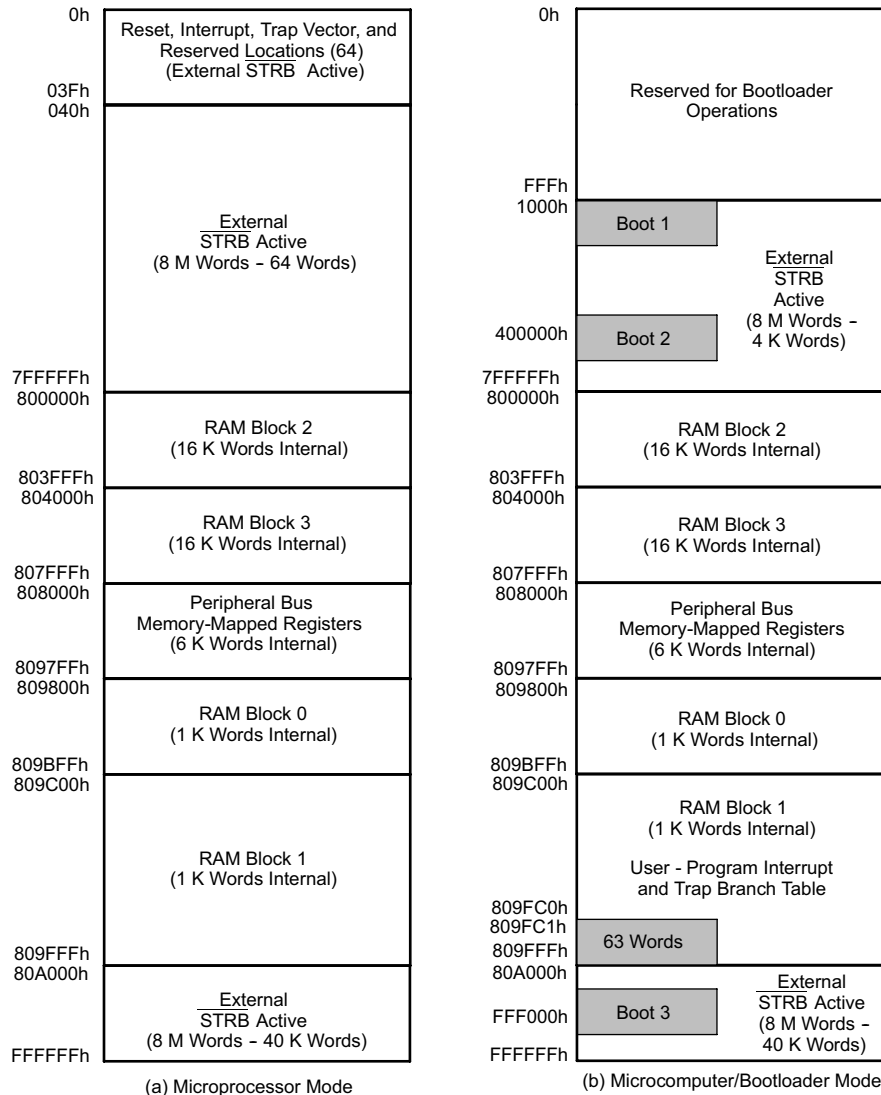 0h
Reset, Interrupt, Trap Vector, and
Reserved Locations (64)
(External STRB Active)
03Fh
040h
External
STRB Active
(8 M Words – 64 Words)
7FFFFFh
800000h
RAM Block 2
(16 K Words Internal)
803FFFh
804000h
RAM Block 3
(16 K Words Internal)
807FFFh
808000h
Peripheral Bus
Memory-Mapped Registers
(6 K Words Internal)
8097FFh
809800h
RAM Block 0
(1 K Words Internal)
809BFFh
809C00h
RAM Block 1
(1 K Words Internal)
809FFFh
80A000h
External
STRB Active
(8 M Words – 40 K Words)
FFFFFFh
(a) Microprocessor Mode
0h
Reserved for Bootloader
Operations
FFFh
1000h
Boot 1
External
STRB
Active
(8 M Words –
4 K Words)
400000h
Boot 2
7FFFFFh
800000h
RAM Block 2
(16 K Words Internal)
803FFFh
804000h
RAM Block 3
(16 K Words Internal)
807FFFh
808000h
Peripheral Bus
Memory-Mapped Registers
(6 K Words Internal)
8097FFh
809800h
RAM Block 0
(1 K Words Internal)
809BFFh
809C00h
RAM Block 1
(1 K Words Internal)
User - Program Interrupt
and Trap Branch Table
809FC0h
809FC1h
63 Words
809FFFh
80A000h
External
STRB Active
(8 M Words –
40 K Words)
Boot 3
FFF000h
FFFFFFh
(b) Microcomputer/Bootloader Mode